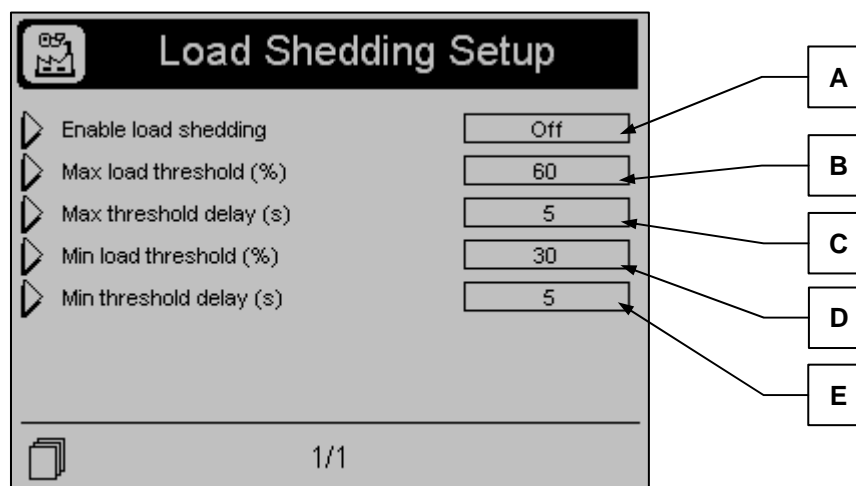 Load Shedding Setup
Enable load shedding Off
Max load threshold (%) 60
Max threshold delay (s) 5
Min load threshold (%) 30
Min threshold delay (s) 5
1/1
A
B
C
D
E